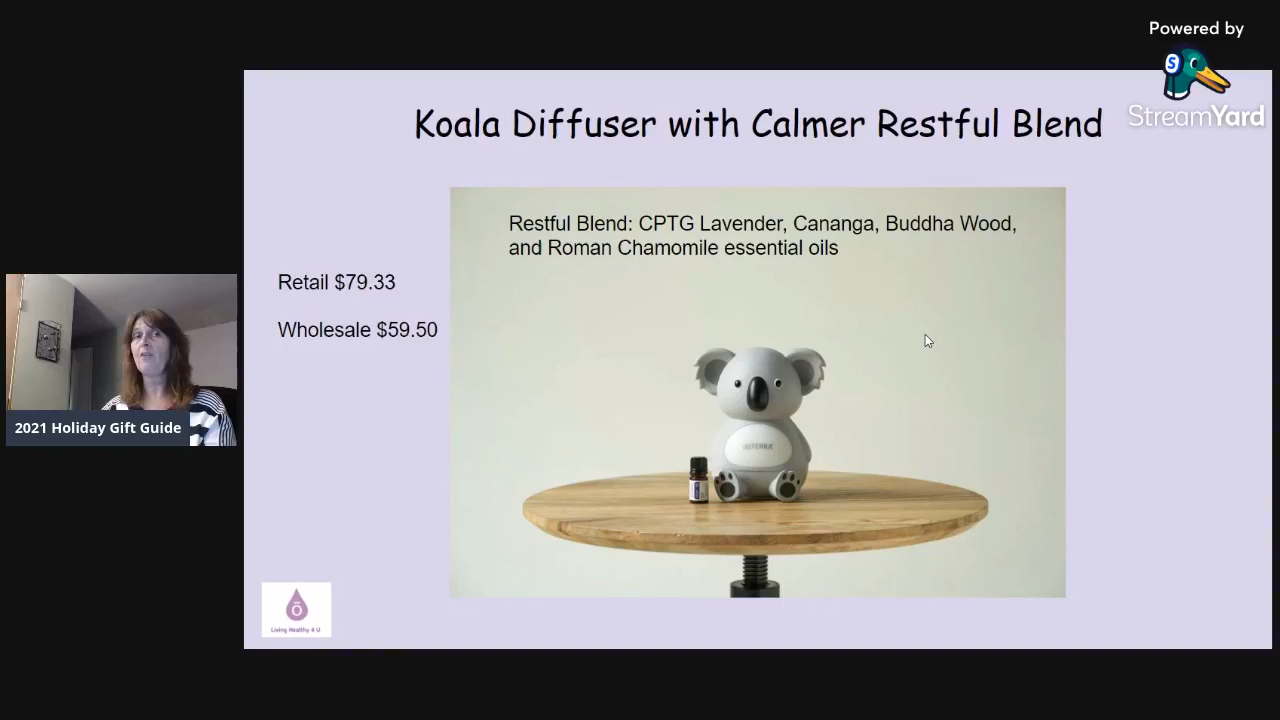 Powered by
StreamYard
Koala Diffuser with Calmer Restful Blend
Restful Blend: CPTG Lavender, Cananga, Buddha Wood,
and Roman Chamomile essential oils
Retail $79.33
Wholesale $59.50
2021 Holiday Gift Guide
Living Healthy 4 U